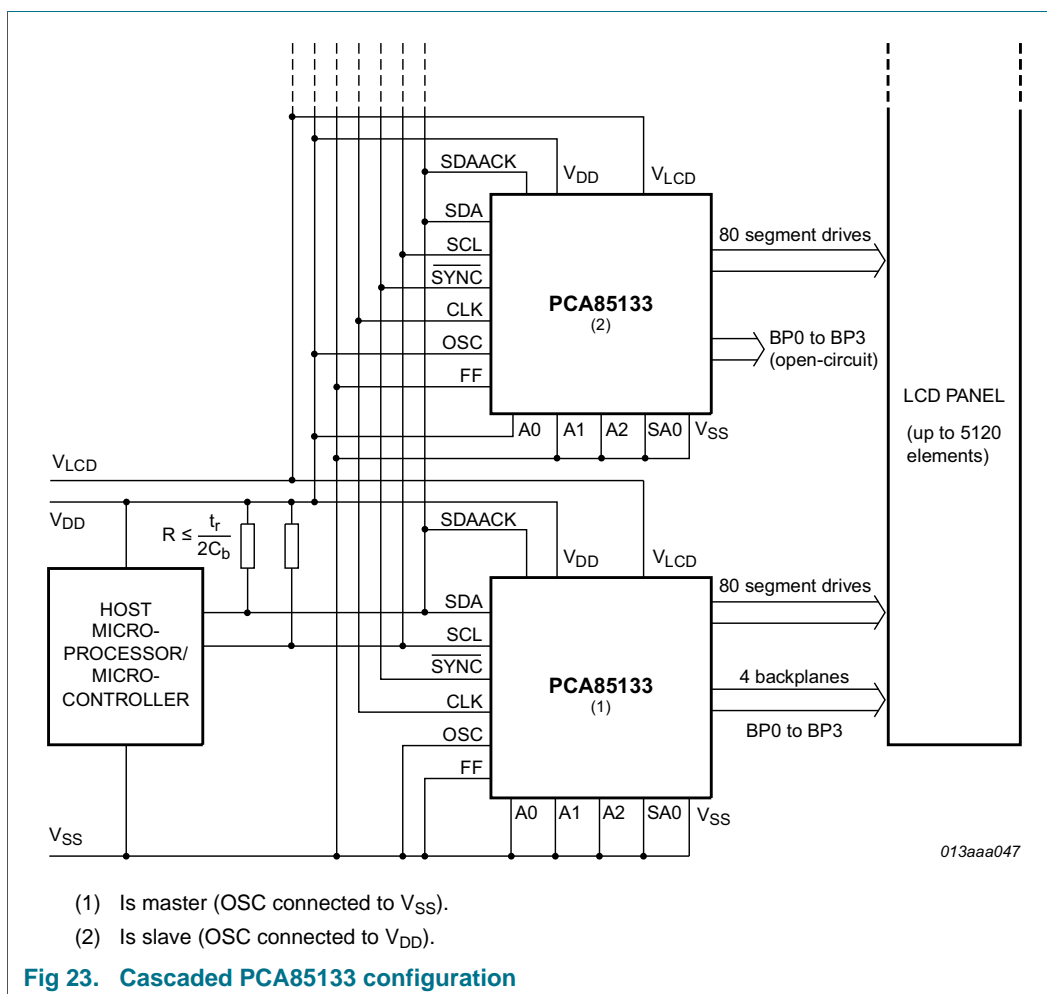 SDAACK
VDD
VLCD
SDA
SCL
SYNC
CLK
OSC
FF
PCA85133
(2)
80 segment drives
BP0 to BP3
(open-circuit)
A0
A1
A2
SA0
VSS
LCD PANEL
(up to 5120
elements)
VLCD
VDD
R ≤ tr
2Cb
SDAACK
VDD
VLCD
HOST
MICRO-
PROCESSOR/
MICRO-
CONTROLLER
SDA
SCL
SYNC
CLK
OSC
FF
PCA85133
(1)
80 segment drives
4 backplanes
BP0 to BP3
A0
A1
A2
SA0
VSS
VSS
013aaa047
(1) Is master (OSC connected to VSS).
(2) Is slave (OSC connected to VDD).
Fig 23. Cascaded PCA85133 configuration